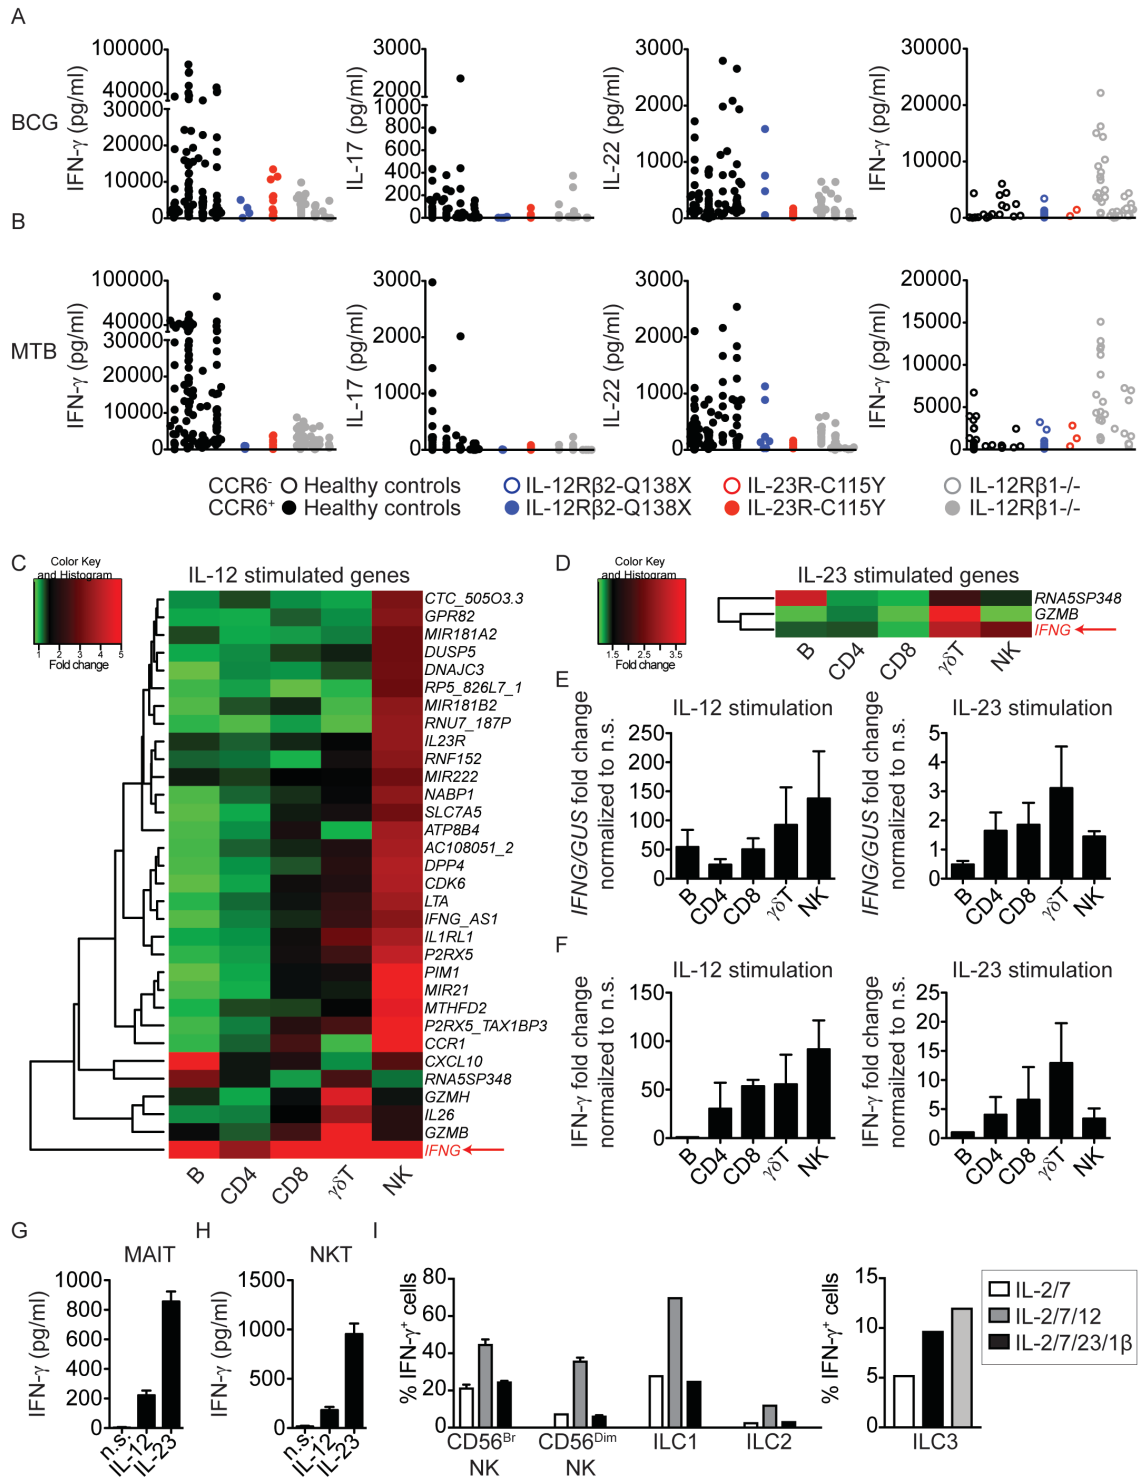 A
BCG
IFN-γ (pg/ml)
100000
40000
30000
20000
10000
0
IL-17 (pg/ml)
3000
2000
1000
800
600
400
200
0
IL-22 (pg/ml)
3000
2000
1000
0
IFN-γ (pg/ml)
30000
20000
10000
0
B
MTB
IFN-γ (pg/ml)
100000
40000
30000
20000
10000
0
IL-17 (pg/ml)
3000
2000
1000
0
IL-22 (pg/ml)
3000
2000
1000
0
IFN-γ (pg/ml)
20000
15000
10000
5000
0
CCR6- Healthy controls IL-12Rβ2-Q138X IL-23R-C115Y IL-12Rβ1-/-
CCR6+ Healthy controls IL-12Rβ2-Q138X IL-23R-C115Y IL-12Rβ1-/-
C
Color Key
and Histogram
1 2 3 4 5
Fold change
IL-12 stimulated genes
CTC_505O3.3
GPR82
MIR181A2
DUSP5
DNAJC3
RP5_826L7_1
MIR181B2
RNU7_187P
IL23R
RNF152
MIR222
NABP1
SLC7A5
ATP8B4
AC108051_2
DPP4
CDK6
LTA
IFNG_AS1
IL1RL1
P2RX5
PIM1
MIR21
MTHFD2
P2RX5_TAX1BP3
CCR1
CXCL10
RNA5SP348
GZMH
IL26
GZMB
IFNG
B CD4 CD8 γδT NK
D
Color Key
and Histogram
1.5 2.5 3.5
Fold change
IL-23 stimulated genes
RNA5SP348
GZMB
IFNG
B CD4 CD8 γδT NK
E
IL-12 stimulation
IFNG/GUS fold change
normalized to n.s.
250
200
150
100
50
0
B CD4 CD8 γδT NK
IL-23 stimulation
IFNG/GUS fold change
normalized to n.s.
5
4
3
2
1
0
B CD4 CD8 γδT NK
F
IL-12 stimulation
IFN-γ fold change
normalized to n.s.
150
100
50
0
B CD4 CD8 γδT NK
IL-23 stimulation
IFN-γ fold change
normalized to n.s.
25
20
15
10
5
0
B CD4 CD8 γδT NK
G
MAIT
IFN-γ (pg/ml)
1000
800
600
400
200
0
n.s. IL-12 IL-23
H
NKT
IFN-γ (pg/ml)
1500
1000
500
0
n.s. IL-12 IL-23
I
% IFN-γ+ cells
80
60
40
20
0
CD56Br CD56Dim ILC1 ILC2
NK NK
% IFN-γ+ cells
15
10
5
0
ILC3
IL-2/7
IL-2/7/12
IL-2/7/23/1β